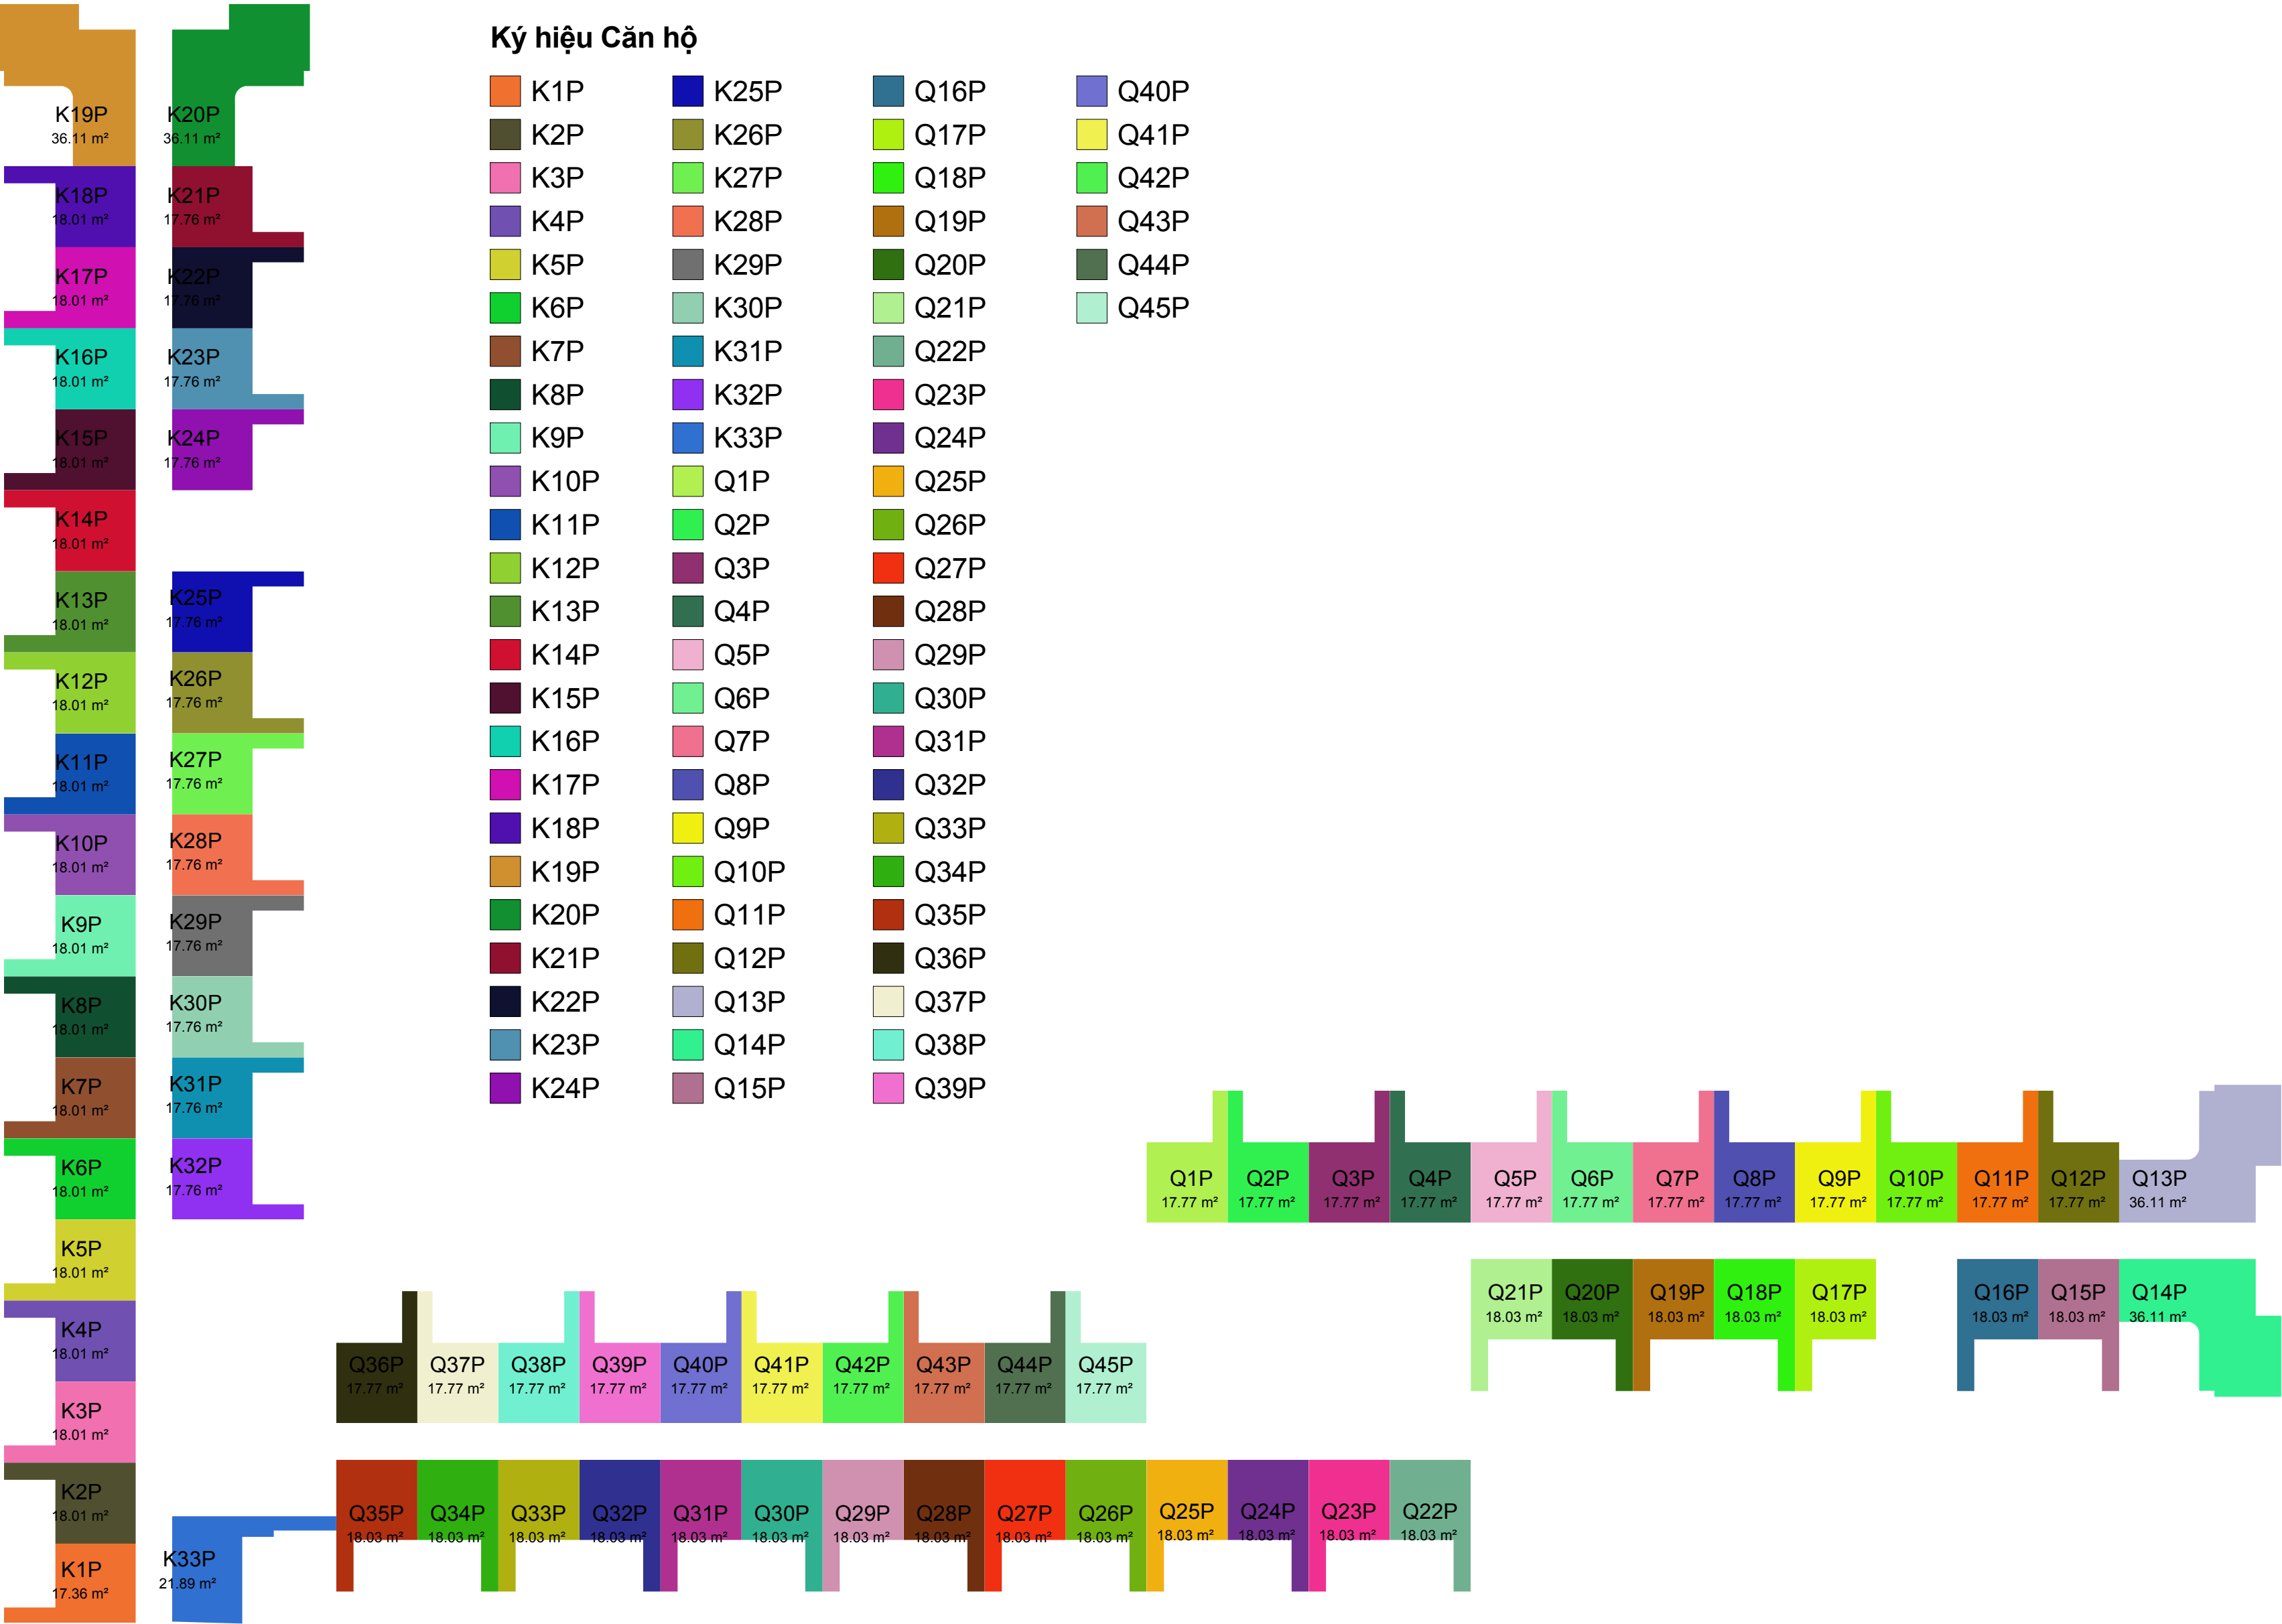 Ký hiệu Căn hộ
K1P
K2P
K3P
K4P
K5P
K6P
K7P
K8P
K9P
K10P
K11P
K12P
K13P
K14P
K15P
K16P
K17P
K18P
K19P
K20P
K21P
K22P
K23P
K24P
K25P
K26P
K27P
K28P
K29P
K30P
K31P
K32P
K33P
Q1P
Q2P
Q3P
Q4P
Q5P
Q6P
Q7P
Q8P
Q9P
Q10P
Q11P
Q12P
Q13P
Q14P
Q15P
Q16P
Q17P
Q18P
Q19P
Q20P
Q21P
Q22P
Q23P
Q24P
Q25P
Q26P
Q27P
Q28P
Q29P
Q30P
Q31P
Q32P
Q33P
Q34P
Q35P
Q36P
Q37P
Q38P
Q39P
Q40P
Q41P
Q42P
Q43P
Q44P
Q45P
K19P
36.11 m²
K18P
18.01 m²
K17P
18.01 m²
K16P
18.01 m²
K15P
18.01 m²
K14P
18.01 m²
K13P
18.01 m²
K12P
18.01 m²
K11P
18.01 m²
K10P
18.01 m²
K9P
18.01 m²
K8P
18.01 m²
K7P
18.01 m²
K6P
18.01 m²
K5P
18.01 m²
K4P
18.01 m²
K3P
18.01 m²
K2P
18.01 m²
K1P
17.36 m²
K20P
36.11 m²
K21P
17.76 m²
K22P
17.76 m²
K23P
17.76 m²
K24P
17.76 m²
K25P
17.76 m²
K26P
17.76 m²
K27P
17.76 m²
K28P
17.76 m²
K29P
17.76 m²
K30P
17.76 m²
K31P
17.76 m²
K32P
17.76 m²
K33P
21.89 m²
Q1P
17.77 m²
Q2P
17.77 m²
Q3P
17.77 m²
Q4P
17.77 m²
Q5P
17.77 m²
Q6P
17.77 m²
Q7P
17.77 m²
Q8P
17.77 m²
Q9P
17.77 m²
Q10P
17.77 m²
Q11P
17.77 m²
Q12P
17.77 m²
Q13P
36.11 m²
Q21P
18.03 m²
Q20P
18.03 m²
Q19P
18.03 m²
Q18P
18.03 m²
Q17P
18.03 m²
Q16P
18.03 m²
Q15P
18.03 m²
Q14P
36.11 m²
Q36P
17.77 m²
Q37P
17.77 m²
Q38P
17.77 m²
Q39P
17.77 m²
Q40P
17.77 m²
Q41P
17.77 m²
Q42P
17.77 m²
Q43P
17.77 m²
Q44P
17.77 m²
Q45P
17.77 m²
Q35P
18.03 m²
Q34P
18.03 m²
Q33P
18.03 m²
Q32P
18.03 m²
Q31P
18.03 m²
Q30P
18.03 m²
Q29P
18.03 m²
Q28P
18.03 m²
Q27P
18.03 m²
Q26P
18.03 m²
Q25P
18.03 m²
Q24P
18.03 m²
Q23P
18.03 m²
Q22P
18.03 m²